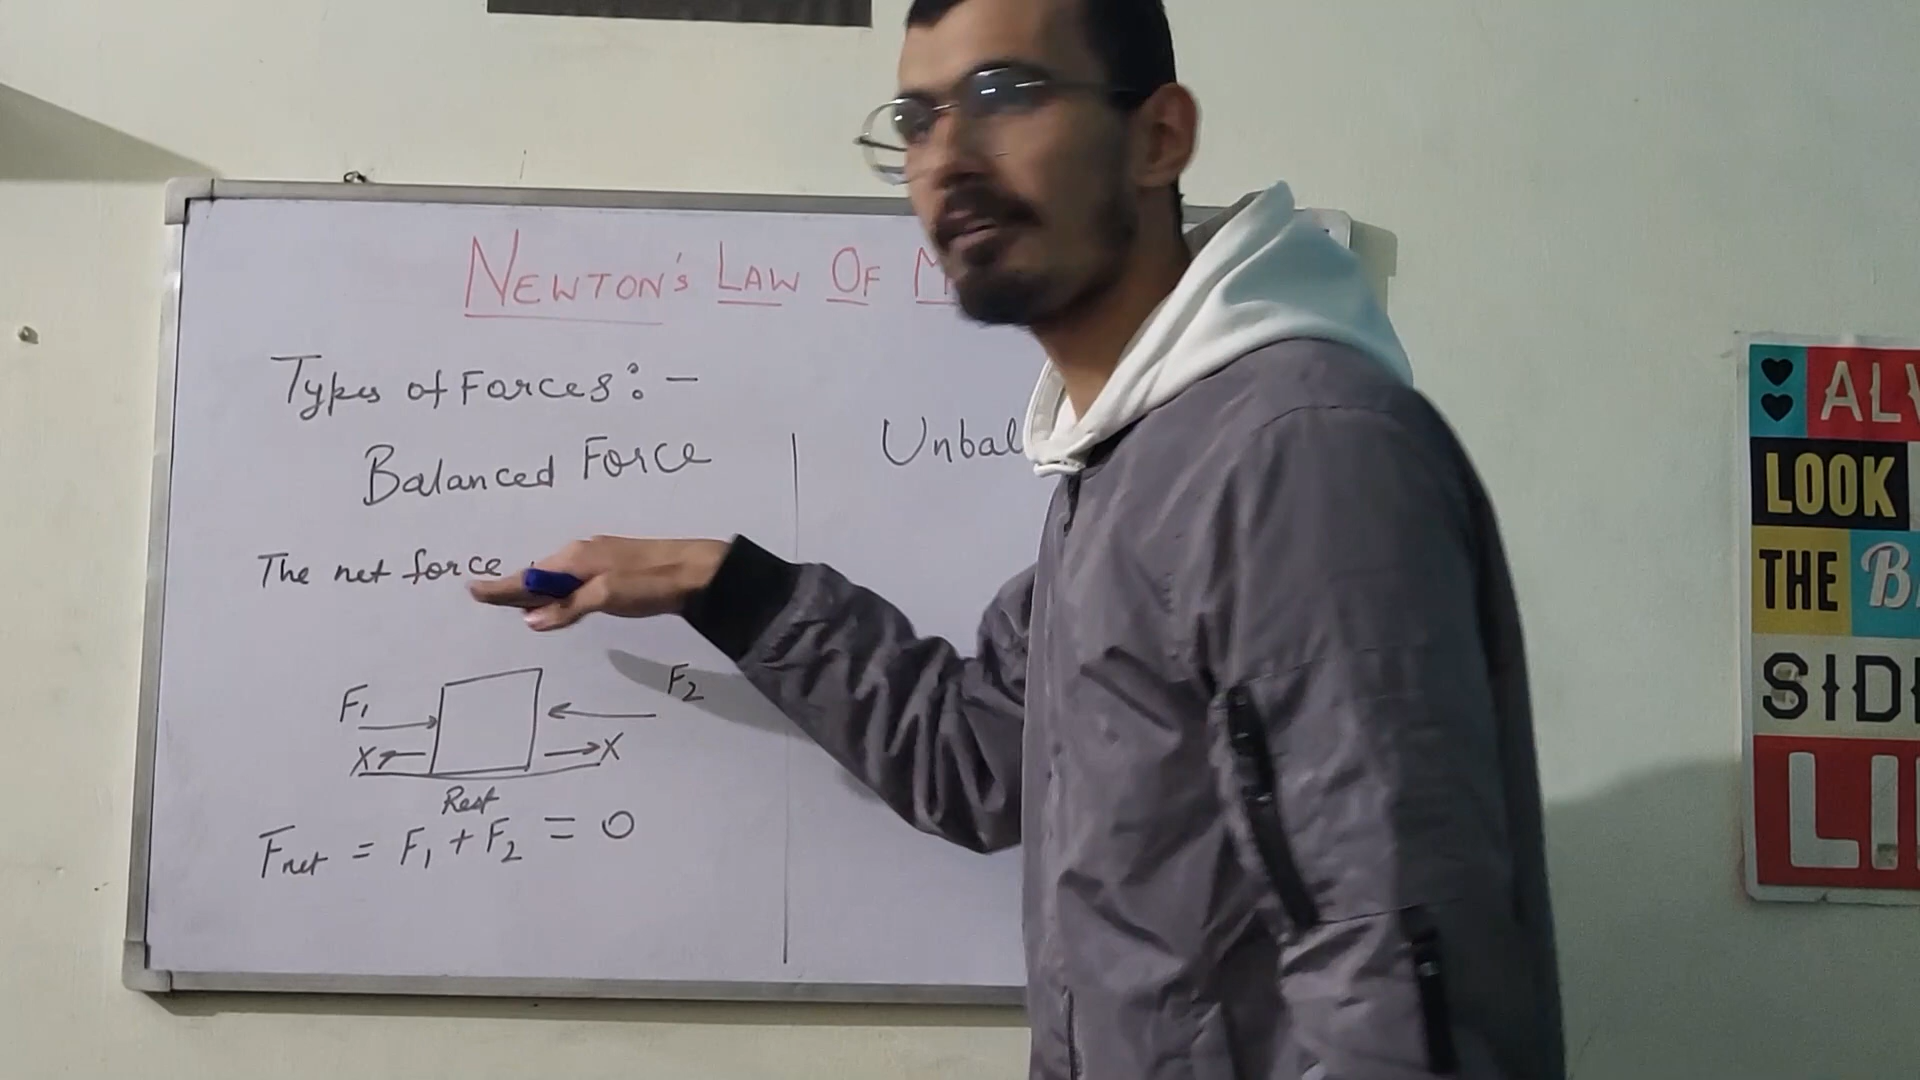 NEWTON'S LAW OF M
Types of Forces:-
Balanced Force
Unbal
The net force
F1
F2
X
X
Rest
Fnet = F1 + F2 = 0
ALW
LOOK
THE B
SID
LI